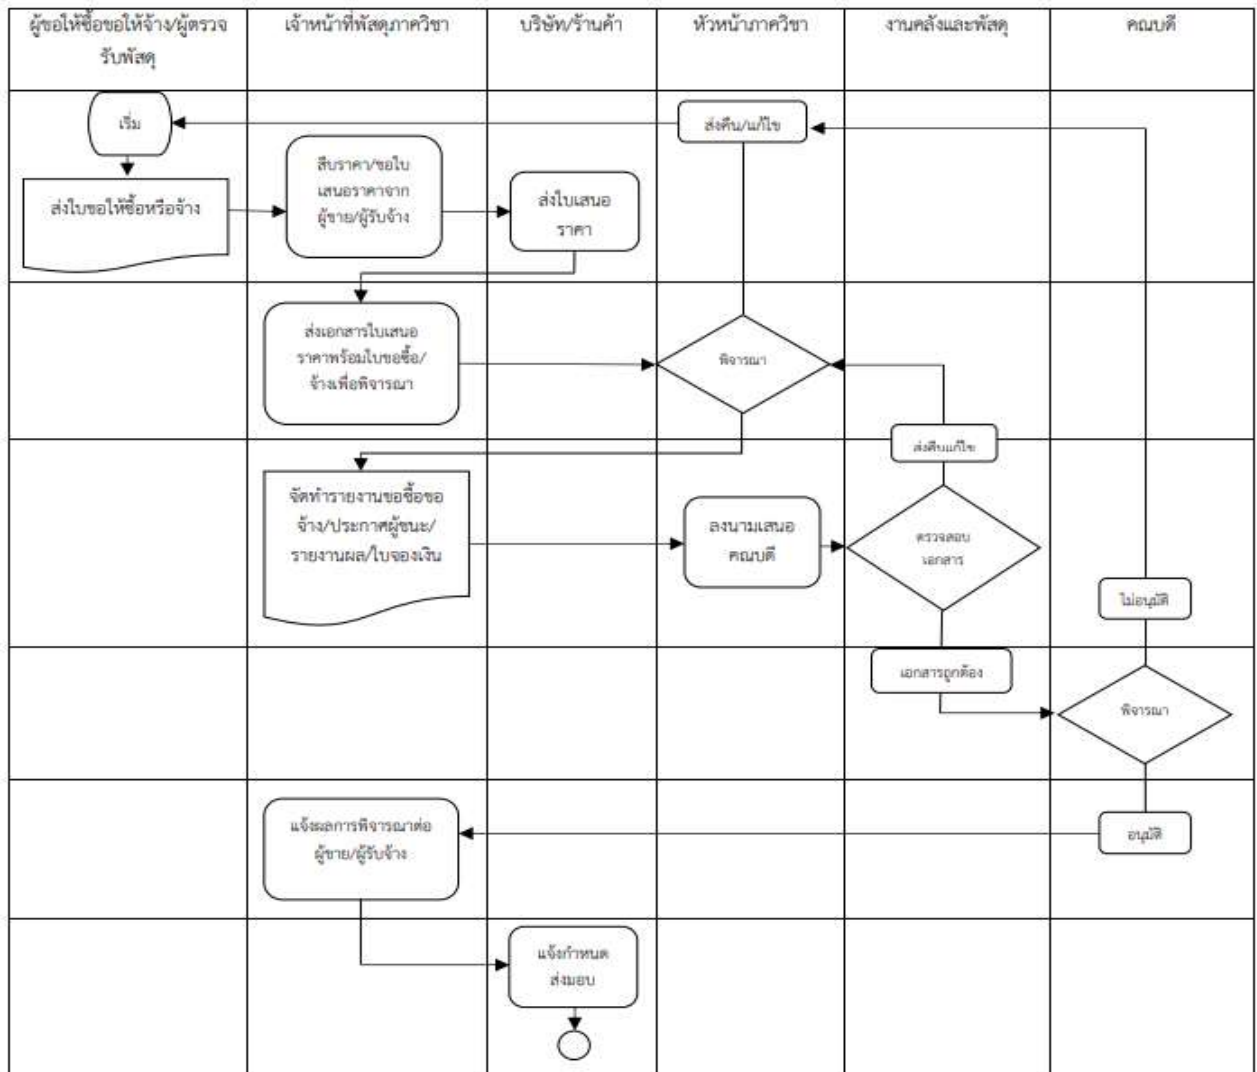 ผู้ขอให้ซื้อขอให้จ้าง/ผู้ตรวจ
รับพัสดุ
เจ้าหน้าที่พัสดุภาควิชา
บริษัท/ร้านค้า
หัวหน้าภาควิชา
งานคลังและพัสดุ
คณบดี
เริ่ม
ส่งคืน/แก้ไข
ส่งใบขอให้ซื้อหรือจ้าง
สืบราคา/ขอใบ
เสนอราคาจาก
ผู้ขาย/ผู้รับจ้าง
ส่งใบเสนอ
ราคา
ส่งเอกสารใบเสนอ
ราคาพร้อมใบขอซื้อ/
จ้างเพื่อพิจารณา
พิจารณา
ส่งคืนแก้ไข
จัดทำรายงานขอซื้อขอ
จ้าง/ประกาศผู้ชนะ/
รายงานผล/ใบจองเงิน
ลงนามเสนอ
คณบดี
ตรวจสอบ
เอกสาร
ไม่อนุมัติ
เอกสารถูกต้อง
พิจารณา
แจ้งผลการพิจารณาต่อ
ผู้ขาย/ผู้รับจ้าง
อนุมัติ
แจ้งกำหนด
ส่งมอบ